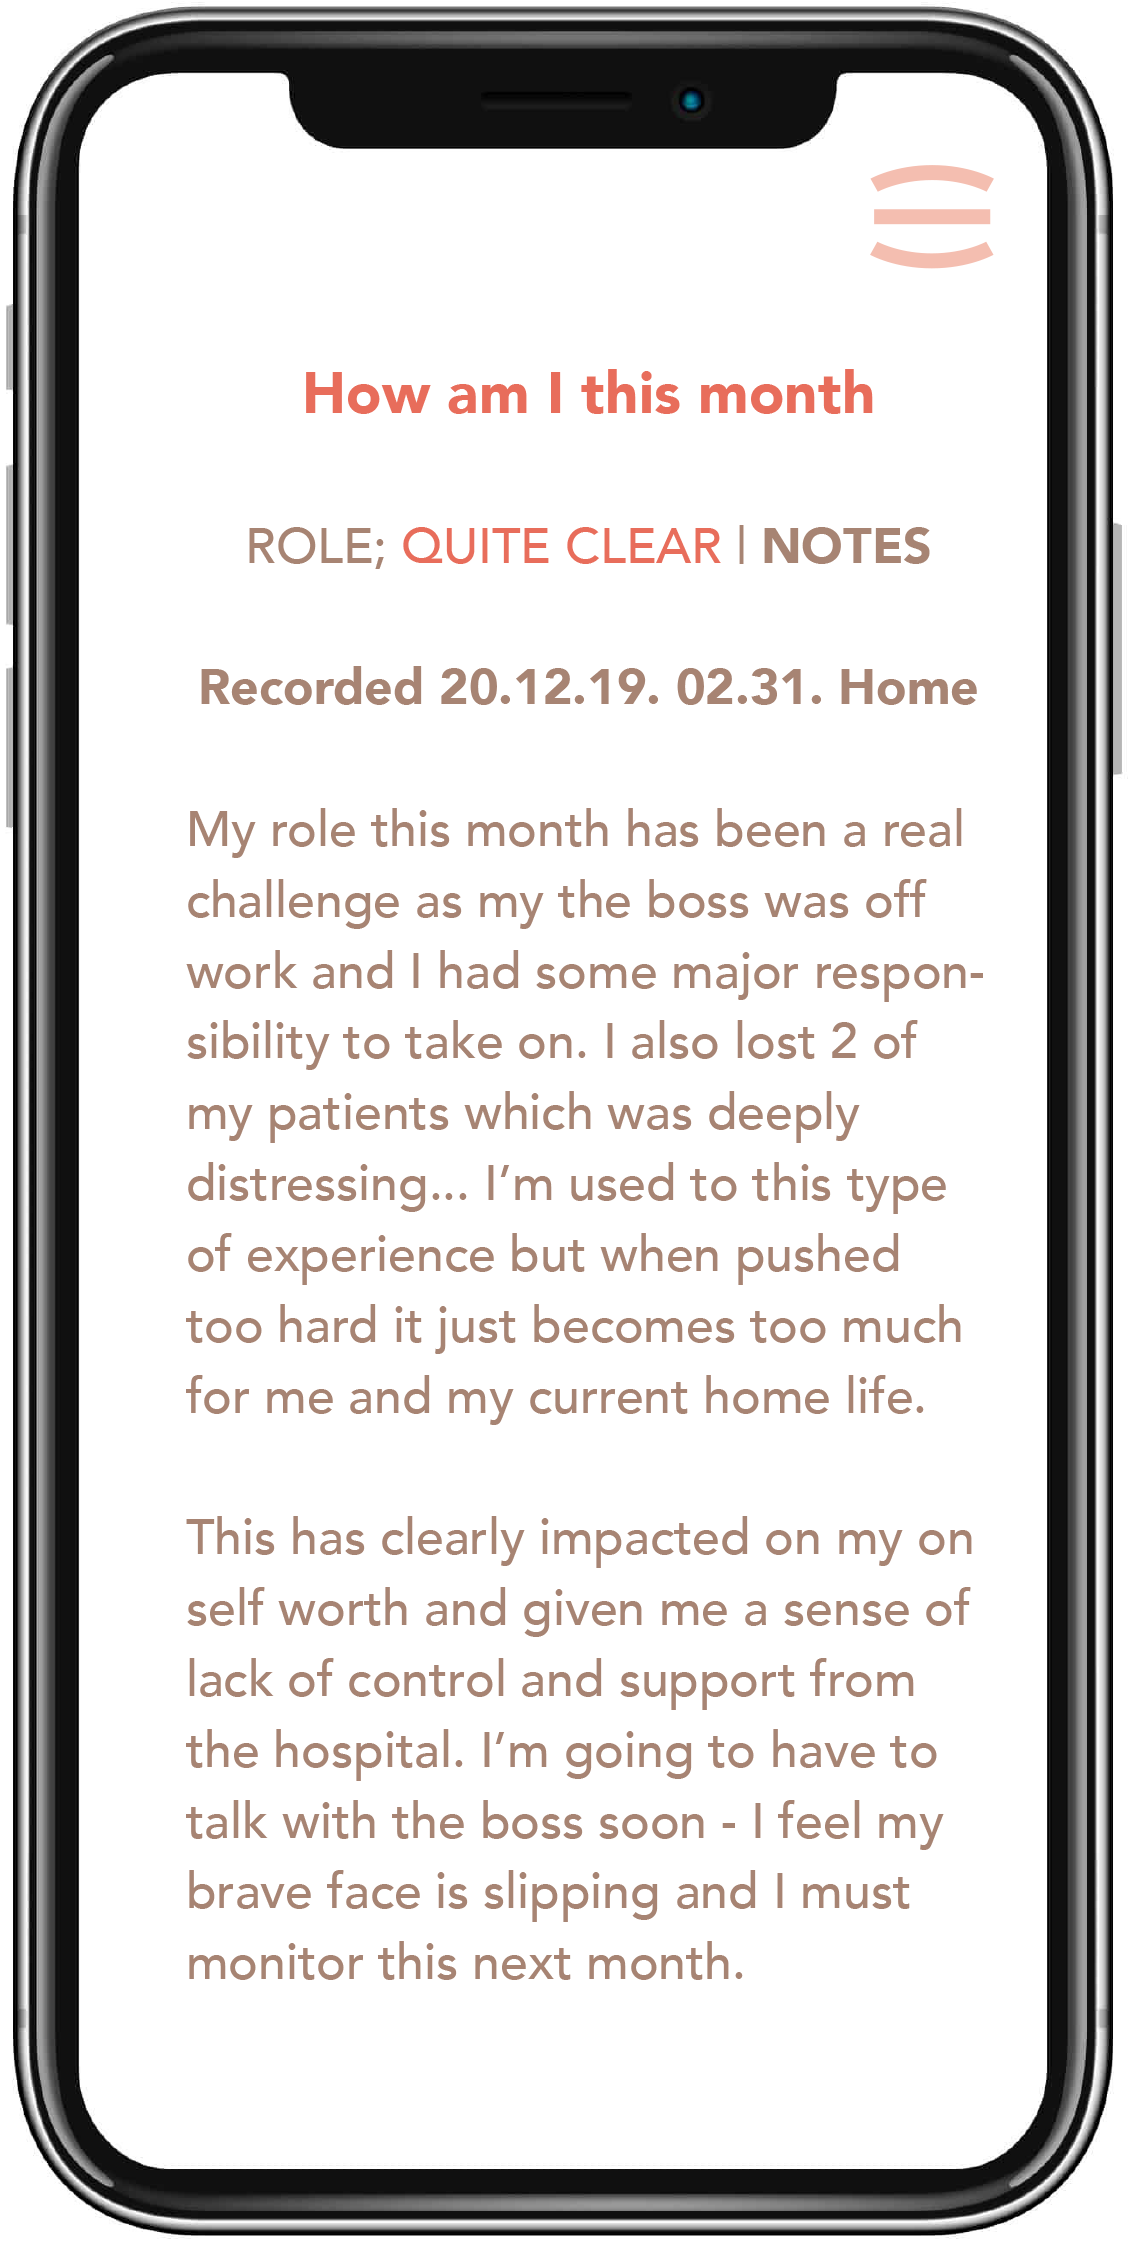 How am I this month
ROLE; QUITE CLEAR | NOTES
Recorded 20.12.19. 02.31. Home
My role this month has been a real
challenge as my the boss was off
work and I had some major respon-
sibility to take on. I also lost 2 of
my patients which was deeply
distressing... I’m used to this type
of experience but when pushed
too hard it just becomes too much
for me and my current home life.
This has clearly impacted on my on
self worth and given me a sense of
lack of control and support from
the hospital. I’m going to have to
talk with the boss soon - I feel my
brave face is slipping and I must
monitor this next month.